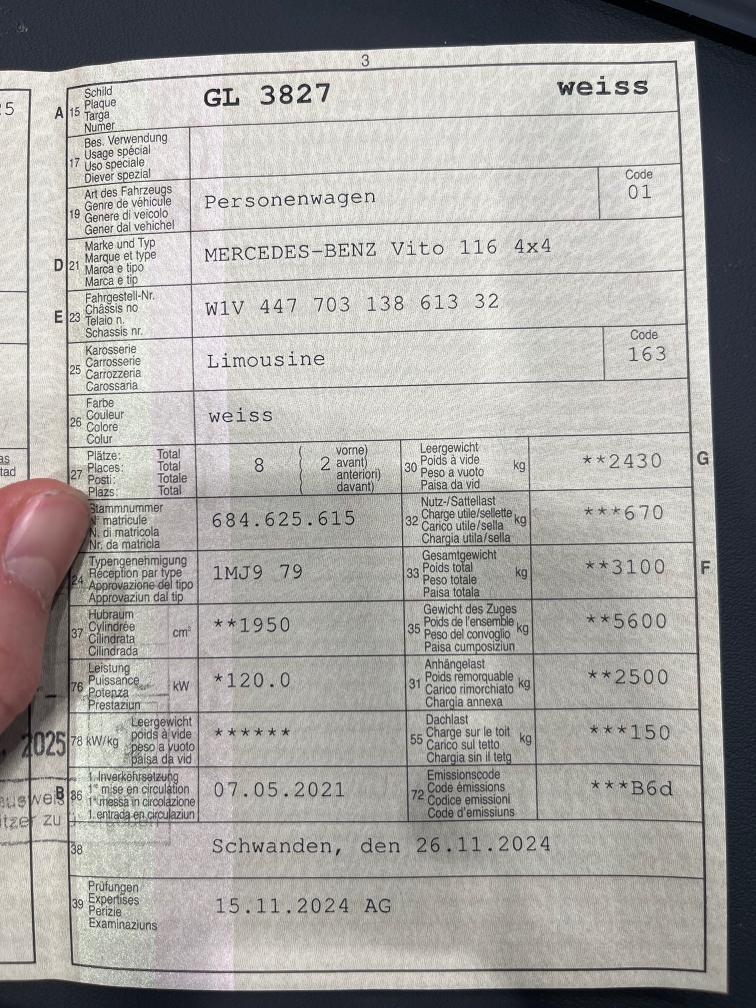 3
A 15 Schild
Plaque
Targa
Numer
GL 3827 weiss
17 Bes. Verwendung
Usage spécial
Uso speciale
Diever spezial
19 Art des Fahrzeugs
Genre de véhicule
Genere di veicolo
Gener dal vehichel
Personenwagen
Code
01
D 21 Marke und Typ
Marque et type
Marca e tipo
Marca e tip
MERCEDES-BENZ Vito 116 4x4
E 23 Fahrgestell-Nr.
Châssis no
Telaio n.
Schassis nr.
W1V 447 703 138 613 32
25 Karosserie
Carrosserie
Carrozzeria
Carossaria
Limousine
Code
163
26 Farbe
Couleur
Colore
Colur
weiss
27 Plätze: Total
Places: Total
Posti: Totale
Plazs: Total
8 ( 2 vorne)
avant)
anteriori)
davant)
30 Leergewicht
Poids à vide
Peso a vuoto
Paisa da vid
kg
**2430
G
Stammnummer
N° matricule
N. di matricola
Nr. da matricla
684.625.615
32 Nutz-/Sattellast
Charge utile/sellette
Carico utile/sella
Chargia utila/sella
kg
***670
24 Typengenehmigung
Réception par type
Approvazione del tipo
Approvaziun dal tip
1MJ9 79
33 Gesamtgewicht
Poids total
Peso totale
Paisa totala
kg
**3100
F
37 Hubraum
Cylindrée
Cilindrata
Cilindrada
cm³
**1950
35 Gewicht des Zuges
Poids de l'ensemble
Peso del convoglio
Paisa cumposiziun
kg
**5600
76 Leistung
Puissance
Potenza
Prestaziun
kW
*120.0
31 Anhängelast
Poids remorquable
Carico rimorchiato
Chargia annexa
kg
**2500
78 kW/kg Leergewicht
poids à vide
peso a vuoto
paisa da vid
******
55 Dachlast
Charge sur le toit
Carico sul tetto
Chargia sin il tetg
kg
***150
B 36 1. Inverkehrsetzung
1re mise en circulation
1a messa in circolazione
1. entrada en circulaziun
07.05.2021
72 Emissionscode
Code émissions
Codice emissioni
Code d'emissiuns
***B6d
38 Schwanden, den 26.11.2024
39 Prüfungen
Expertises
Perizie
Examinaziuns
15.11.2024 AG
2025